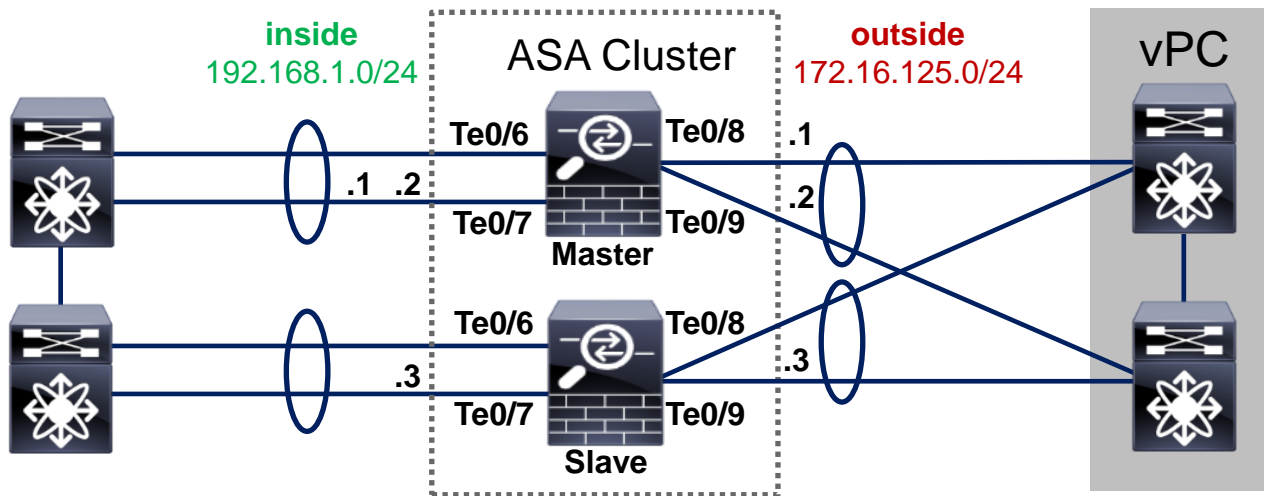 inside
192.168.1.0/24
ASA Cluster
outside
172.16.125.0/24
vPC
Te0/6
Te0/8
.1
.1 .2
.2
Te0/7
Te0/9
Master
Te0/6
Te0/8
.3
.3
Te0/7
Te0/9
Slave